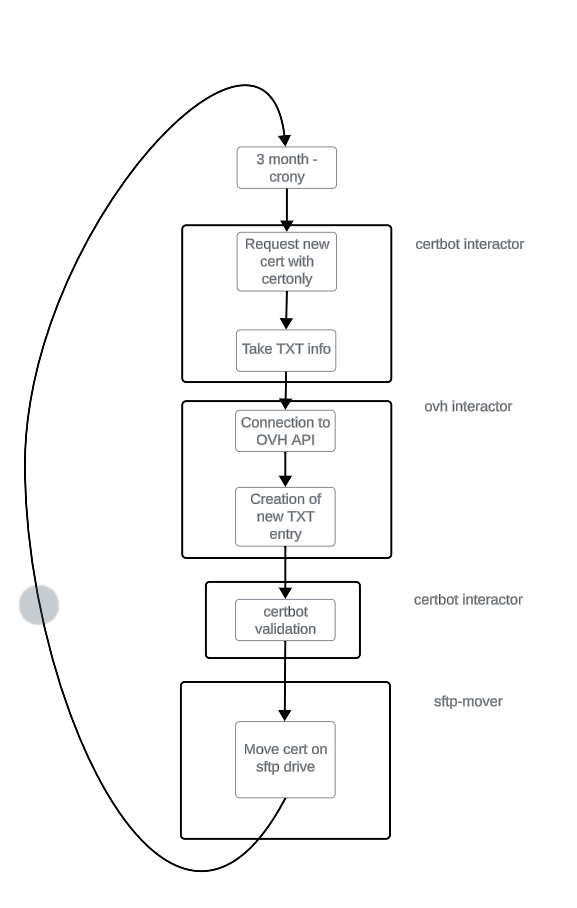 3 month -
crony
Request new
cert with
certonly
certbot interactor
Take TXT info
ovh interactor
Connection to
OVH API
Creation of
new TXT
entry
certbot
validation
certbot interactor
sftp-mover
Move cert on
sftp drive